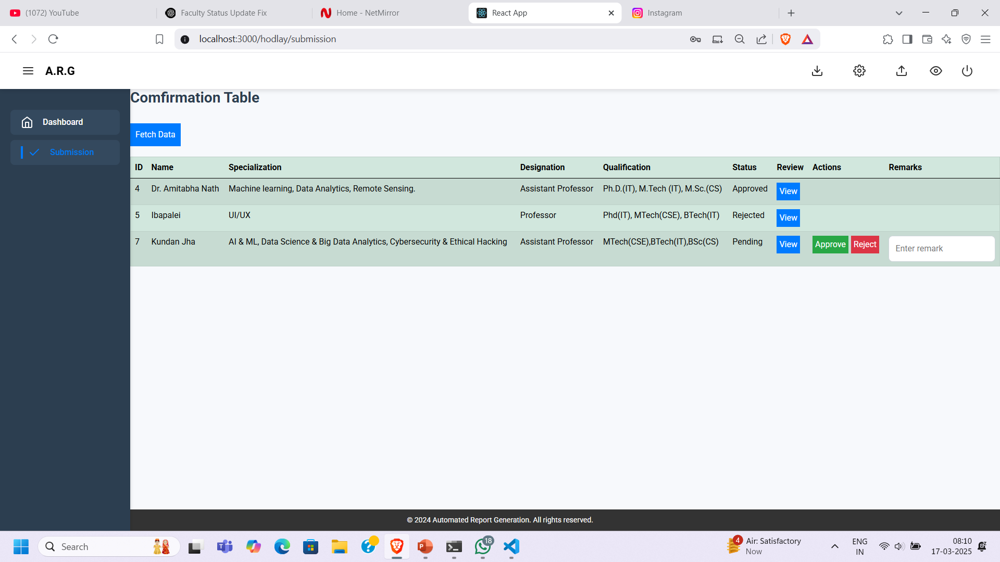 (1072) YouTube
Faculty Status Update Fix
Home - NetMirror
React App
Instagram
localhost:3000/hodlay/submission
A.R.G
Dashboard
Submission
Comfirmation Table
Fetch Data
ID Name Specialization Designation Qualification Status Review Actions Remarks
4 Dr. Amitabha Nath Machine learning, Data Analytics, Remote Sensing. Assistant Professor Ph.D.(IT), M.Tech (IT), M.Sc.(CS) Approved View
5 Ibapalei UI/UX Professor Phd(IT), MTech(CSE), BTech(IT) Rejected View
7 Kundan Jha AI & ML, Data Science & Big Data Analytics, Cybersecurity & Ethical Hacking Assistant Professor MTech(CSE),BTech(IT),BSc(CS) Pending View Approve Reject Enter remark
© 2024 Automated Report Generation. All rights reserved.
Search
18
4
Air: Satisfactory
Now
ENG
IN
08:10
17-03-2025